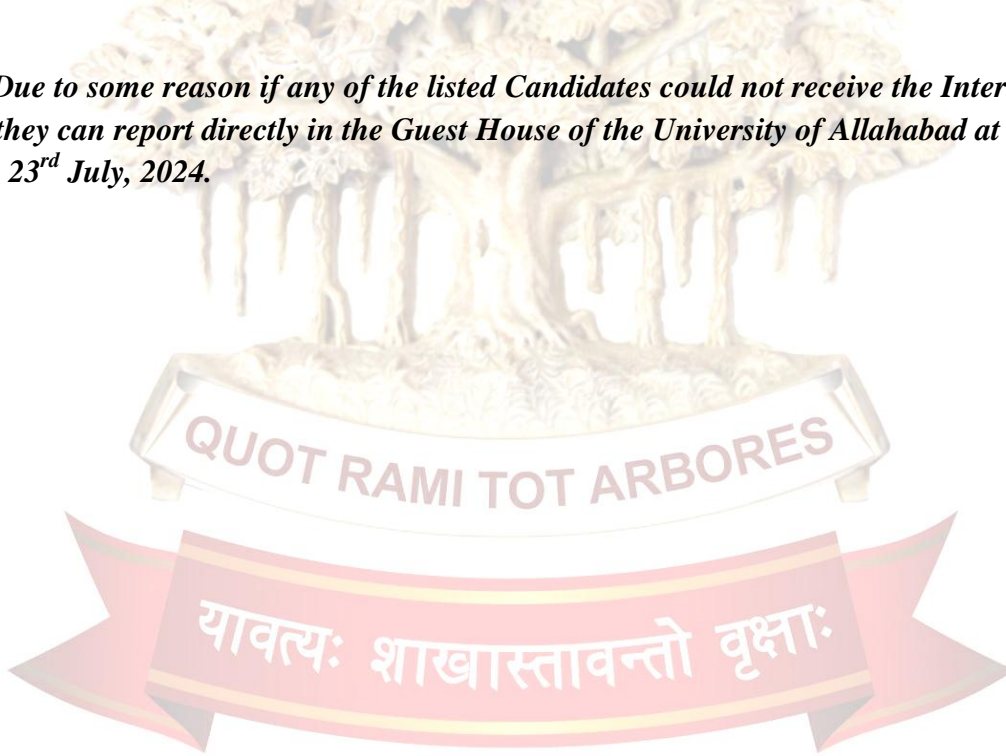 Due to some reason if any of the listed Candidates could not receive the
they can report directly in the Guest House of the University of Allahabad at
23rd July, 2024.
QUOT RAMI TOT ARBORES
यावत्यः शाखास्तावन्तो वृक्षाः